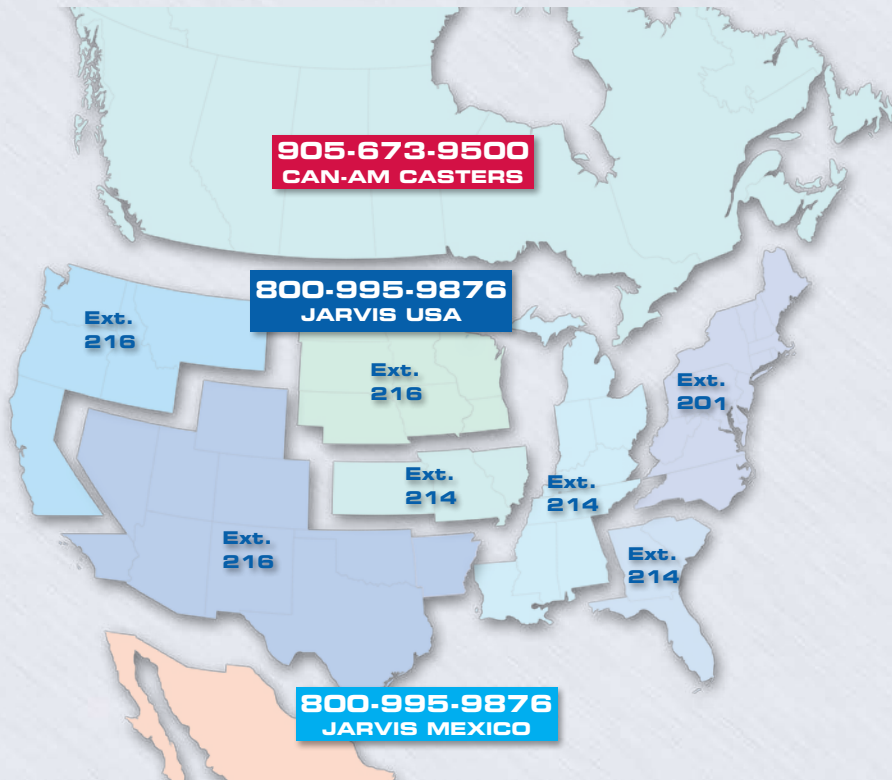 905-673-9500
CAN-AM CASTERS
800-995-9876
JARVIS USA
Ext.
216
Ext.
216
Ext.
201
Ext.
214
Ext.
214
Ext.
216
Ext.
214
800-995-9876
JARVIS MEXICO